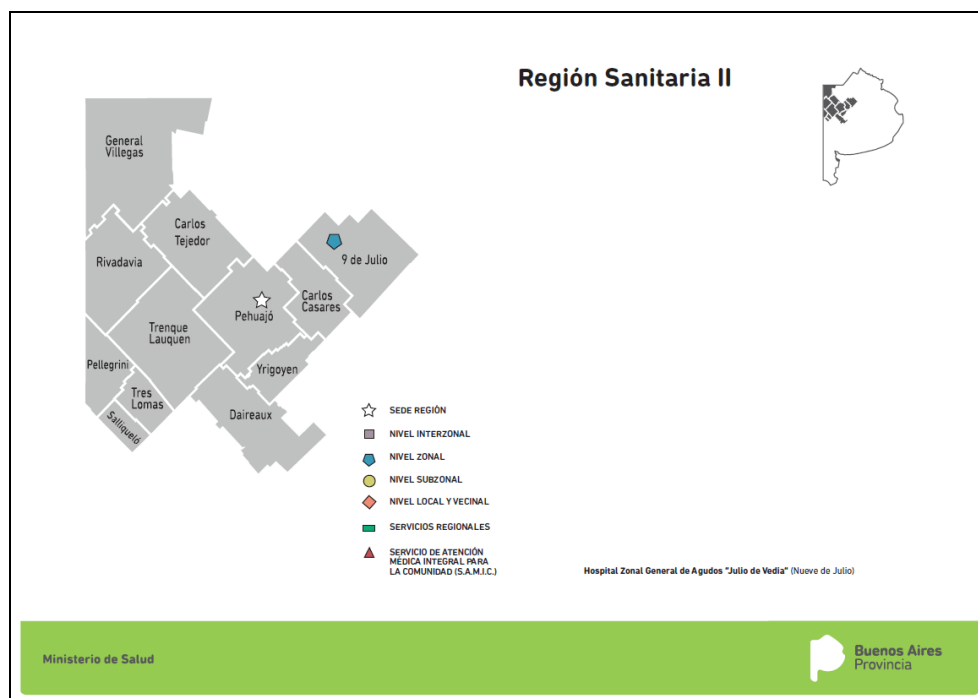 Región Sanitaria II
General
Villegas
Carlos
Tejedor
Rivadavia
9 de Julio
Carlos
Casares
Pehuajó
Trenque
Lauquen
Pellegrini
Yrigoyen
Tres
Lomas
Salliqueló
Daireaux
SEDE REGIÓN
NIVEL INTERZONAL
NIVEL ZONAL
NIVEL SUBZONAL
NIVEL LOCAL Y VECINAL
SERVICIOS REGIONALES
SERVICIO DE ATENCIÓN
MÉDICA INTEGRAL PARA
LA COMUNIDAD (S.A.M.I.C.)
Hospital Zonal General de Agudos "Julio de Vedia" (Nueve de Julio)
Ministerio de Salud
Buenos Aires
Provincia